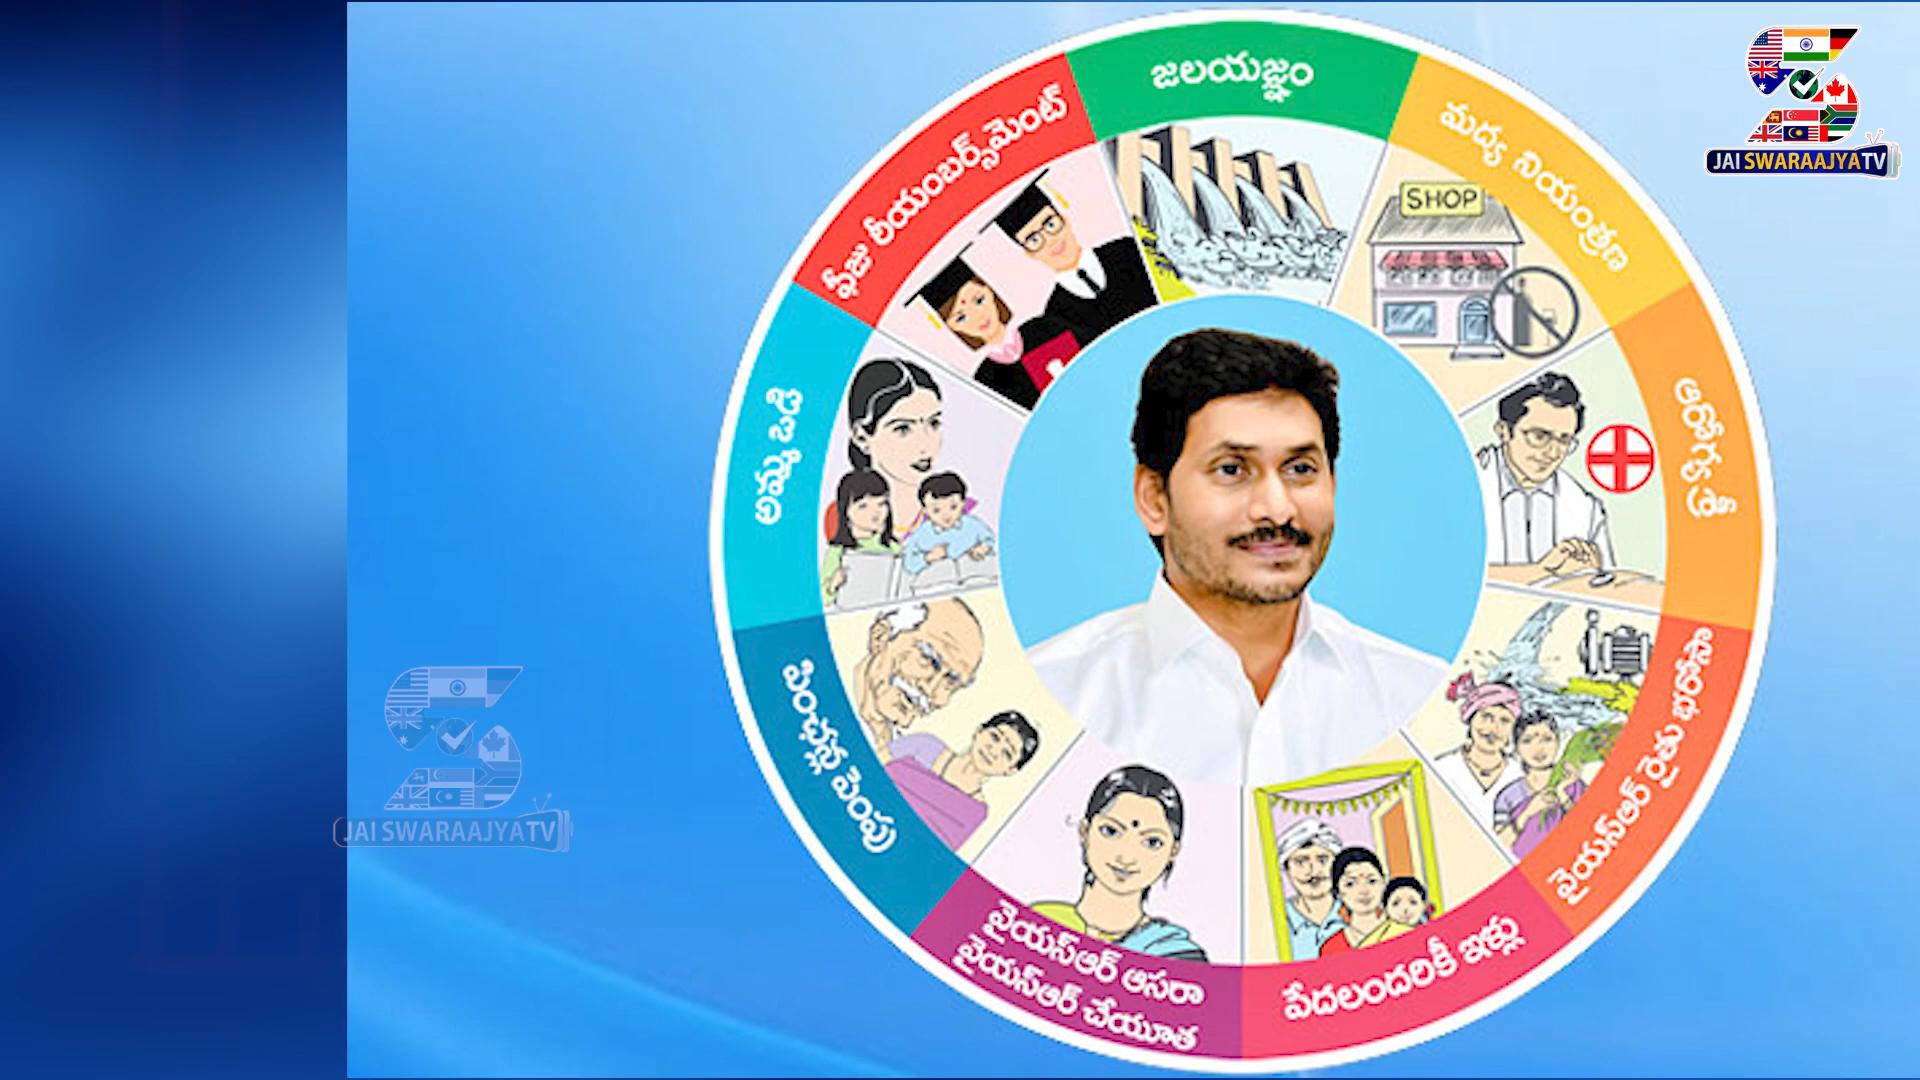 జలయజ్ఞం
మద్య నియంత్రణ
SHOP
ఆరోగ్యశ్రీ
వైయస్ఆర్ రైతు భరోసా
పేదలందరికీ ఇళ్లు
వైయస్ఆర్ ఆసరా
వైయస్ఆర్ చేయూత
పింఛన్ల పెంపు
అమ్మ ఒడి
ఫీజు రీయంబర్స్‌మెంట్
JAI SWARAAJYA TV
JAI SWARAAJYA TV